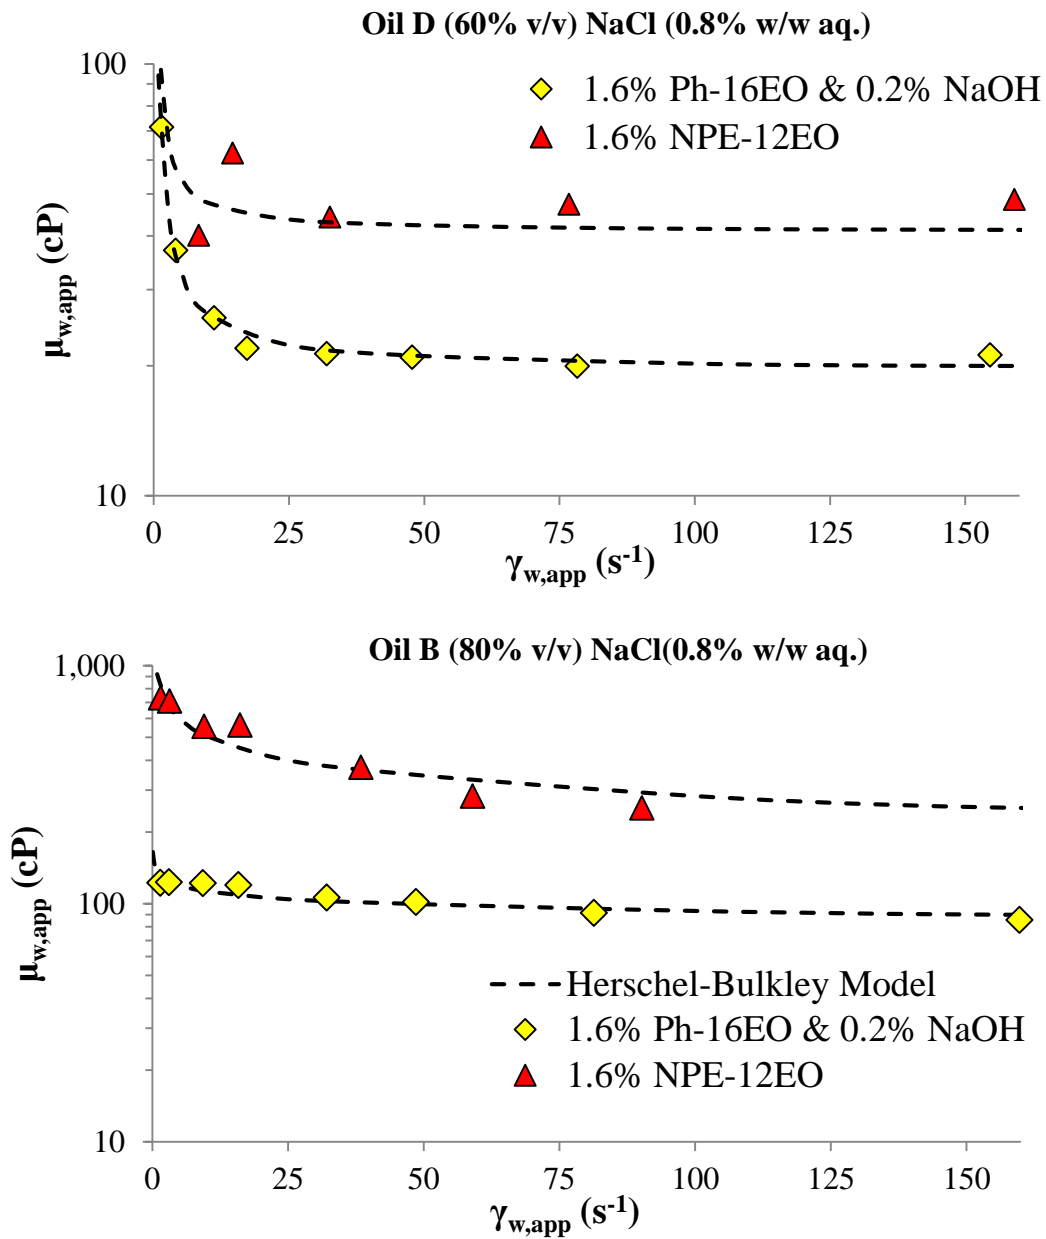 Oil D (60% v/v) NaCl (0.8% w/w aq.)
100
1.6% Ph-16EO & 0.2% NaOH
1.6% NPE-12EO
μw,app (cP)
10
0 25 50 75 100 125 150
γw,app (s-1)
Oil B (80% v/v) NaCl(0.8% w/w aq.)
1,000
μw,app (cP)
100
Herschel-Bulkley Model
1.6% Ph-16EO & 0.2% NaOH
1.6% NPE-12EO
10
0 25 50 75 100 125 150
γw,app (s-1)